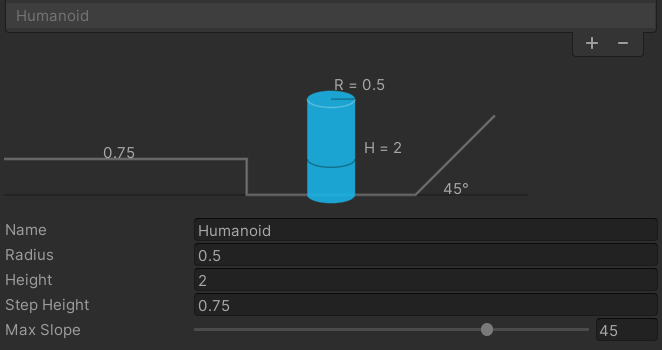 Humanoid
+ −
R = 0.5
0.75
H = 2
45°
Name Humanoid
Radius 0.5
Height 2
Step Height 0.75
Max Slope 45